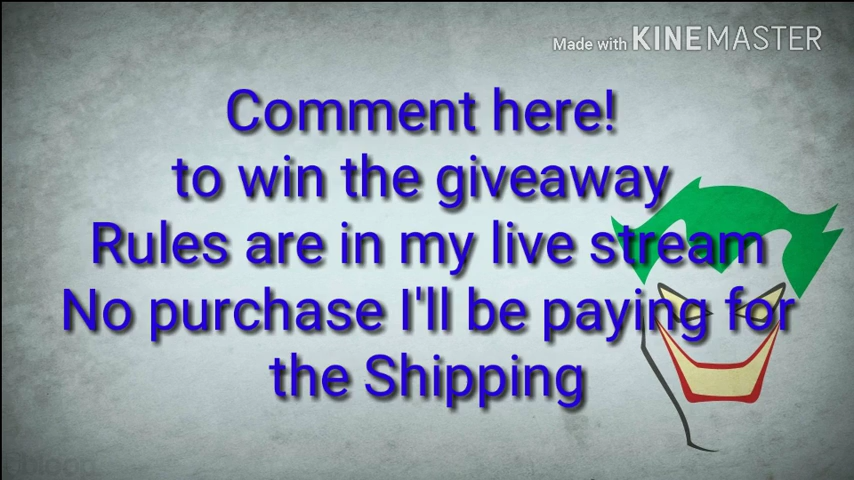 Made with KINEMASTER
Comment here!
to win the giveaway
Rules are in my live stream
No purchase I'll be paying for
the Shipping